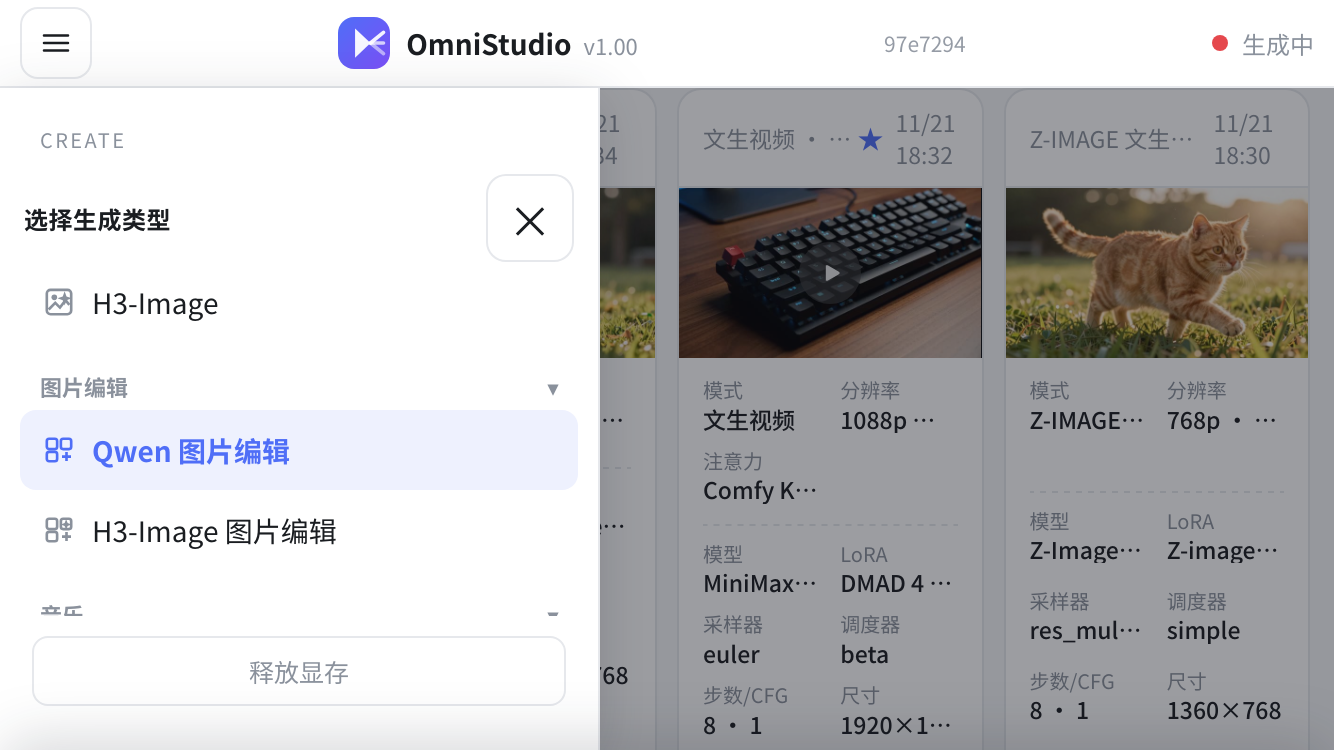 OmniStudio v1.00
97e7294
生成中
CREATE
选择生成类型
H3-Image
图片编辑
Qwen 图片编辑
H3-Image 图片编辑
音乐
释放显存
21
34
…
…
768
文生视频 · …
11/21
18:32
模式
文生视频
分辨率
1088p …
注意力
Comfy K…
模型
MiniMax…
LoRA
DMAD 4 …
采样器
euler
调度器
beta
步数/CFG
8 · 1
尺寸
1920×1…
Z-IMAGE 文生…
11/21
18:30
模式
Z-IMAGE…
分辨率
768p · …
模型
Z-Image…
LoRA
Z-image…
采样器
res_mul…
调度器
simple
步数/CFG
8 · 1
尺寸
1360×768